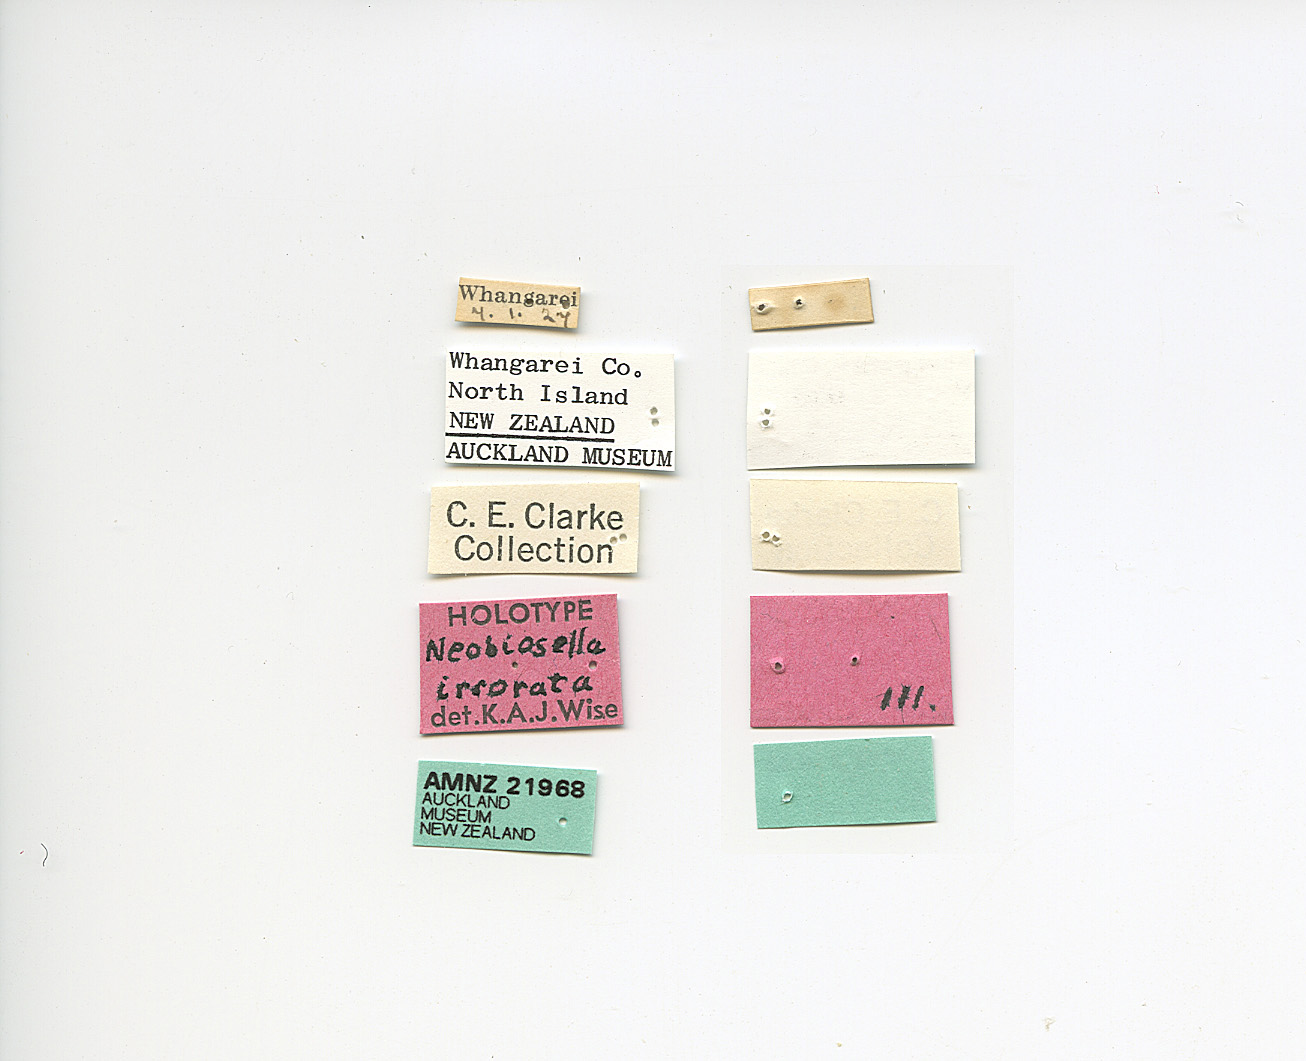 Whangarei
4. 1. 24
Whangarei Co.
North Island
NEW ZEALAND
AUCKLAND MUSEUM
C. E. Clarke
Collection
HOLOTYPE
Neobiosella
irrorata
det.K.A.J.Wise
111.
AMNZ 21968
AUCKLAND
MUSEUM
NEW ZEALAND